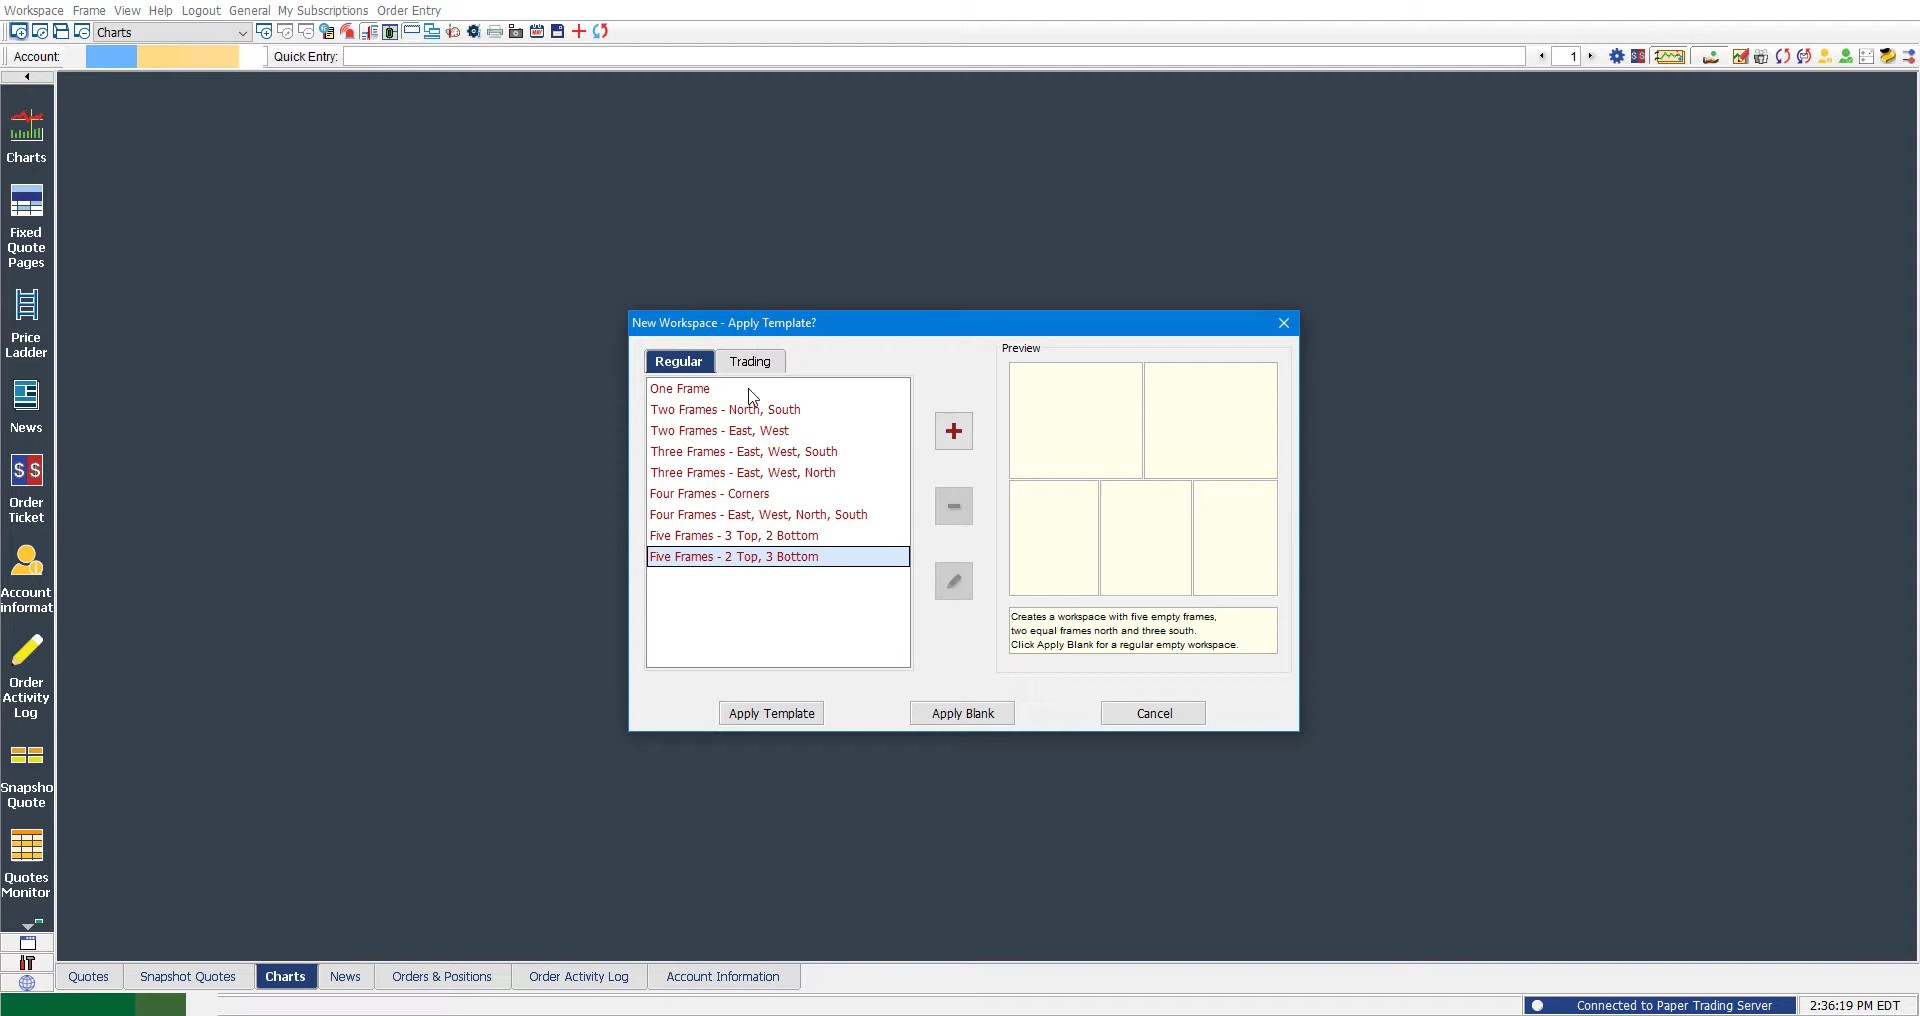 Workspace Frame View Help Logout General My Subscriptions Order Entry
Charts
Account:
Quick Entry:
1
Charts
Fixed
Quote
Pages
Price
Ladder
News
$ $
Order
Ticket
Account
informat
Order
Activity
Log
Snapsho
Quote
Quotes
Monitor
New Workspace - Apply Template?
Regular
Trading
One Frame
Two Frames - North, South
Two Frames - East, West
Three Frames - East, West, South
Three Frames - East, West, North
Four Frames - Corners
Four Frames - East, West, North, South
Five Frames - 3 Top, 2 Bottom
Five Frames - 2 Top, 3 Bottom
Preview
Creates a workspace with five empty frames,
two equal frames north and three south.
Click Apply Blank for a regular empty workspace.
Apply Template
Apply Blank
Cancel
Quotes Snapshot Quotes Charts News Orders & Positions Order Activity Log Account Information
Connected to Paper Trading Server
2:36:19 PM EDT